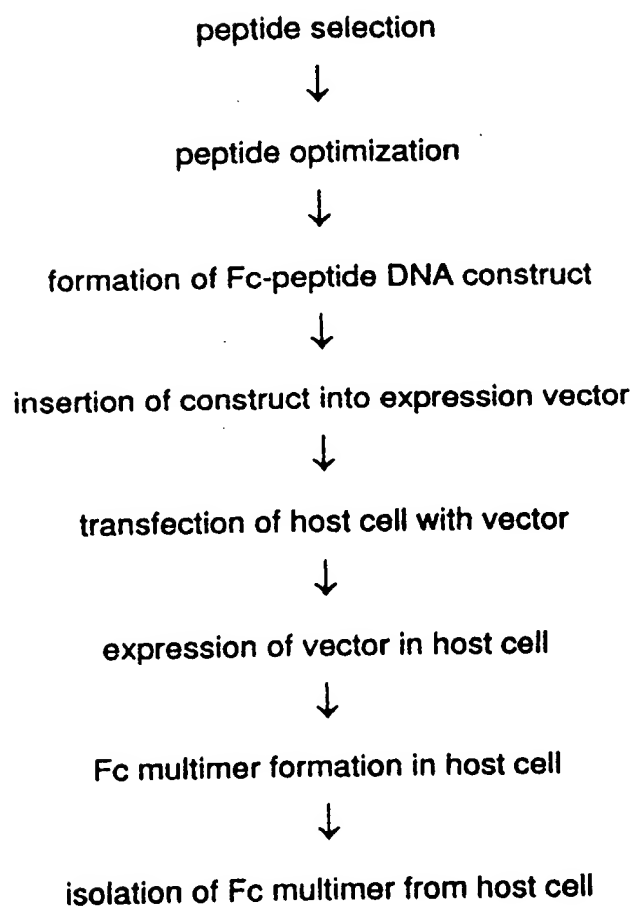 peptide selection
↓
peptide optimization
↓
formation of Fc-peptide DNA construct
↓
insertion of construct into expression vector
↓
transfection of host cell with vector
↓
expression of vector in host cell
↓
Fc multimer formation in host cell
↓
isolation of Fc multimer from host cell